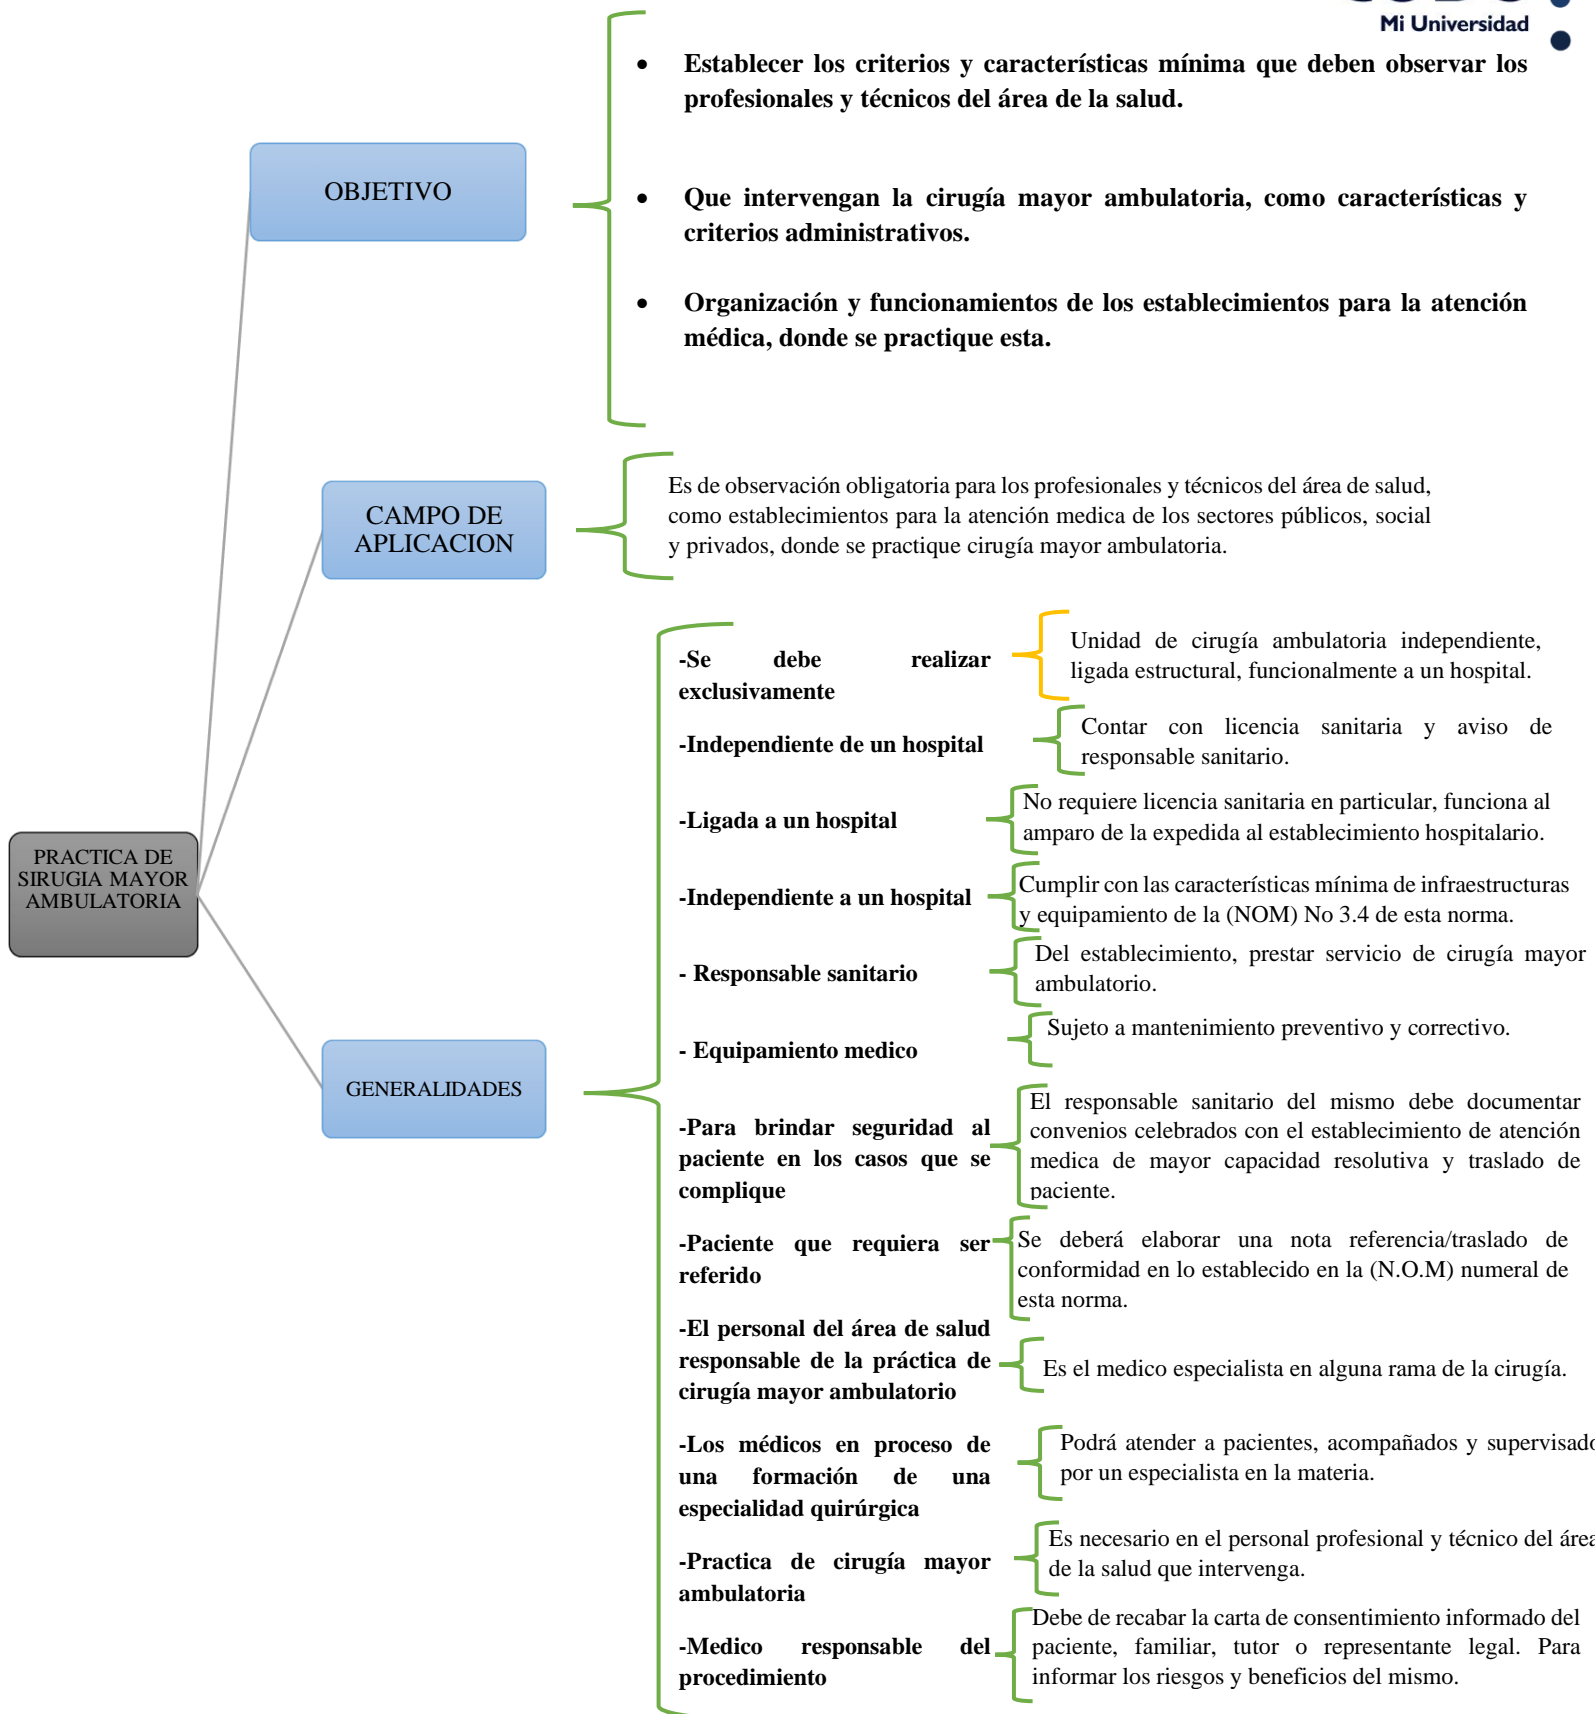 Mi Universidad
• Establecer los criterios y características mínima que deben observar los
profesionales y técnicos del área de la salud.
OBJETIVO
• Que intervengan la cirugía mayor ambulatoria, como características y
criterios administrativos.
• Organización y funcionamientos de los establecimientos para la atención
médica, donde se practique esta.
CAMPO DE
APLICACION
Es de observación obligatoria para los profesionales y técnicos del área de salud,
como establecimientos para la atención medica de los sectores públicos, social
y privados, donde se practique cirugía mayor ambulatoria.
PRACTICA DE
SIRUGIA MAYOR
AMBULATORIA
GENERALIDADES
-Se debe realizar
exclusivamente
Unidad de cirugía ambulatoria independiente,
ligada estructural, funcionalmente a un hospital.
-Independiente de un hospital
Contar con licencia sanitaria y aviso de
responsable sanitario.
-Ligada a un hospital
No requiere licencia sanitaria en particular, funciona al
amparo de la expedida al establecimiento hospitalario.
-Independiente a un hospital
Cumplir con las características mínima de infraestructuras
y equipamiento de la (NOM) No 3.4 de esta norma.
- Responsable sanitario
Del establecimiento, prestar servicio de cirugía mayor
ambulatorio.
- Equipamiento medico
Sujeto a mantenimiento preventivo y correctivo.
-Para brindar seguridad al
paciente en los casos que se
complique
El responsable sanitario del mismo debe documentar
convenios celebrados con el establecimiento de atención
medica de mayor capacidad resolutiva y traslado de
paciente.
-Paciente que requiera ser
referido
Se deberá elaborar una nota referencia/traslado de
conformidad en lo establecido en la (N.O.M) numeral de
esta norma.
-El personal del área de salud
responsable de la práctica de
cirugía mayor ambulatorio
Es el medico especialista en alguna rama de la cirugía.
-Los médicos en proceso de
una formación de una
especialidad quirúrgica
Podrá atender a pacientes, acompañados y supervisado
por un especialista en la materia.
-Practica de cirugía mayor
ambulatoria
Es necesario en el personal profesional y técnico del área
de la salud que intervenga.
-Medico responsable del
procedimiento
Debe de recabar la carta de consentimiento informado del
paciente, familiar, tutor o representante legal. Para
informar los riesgos y beneficios del mismo.